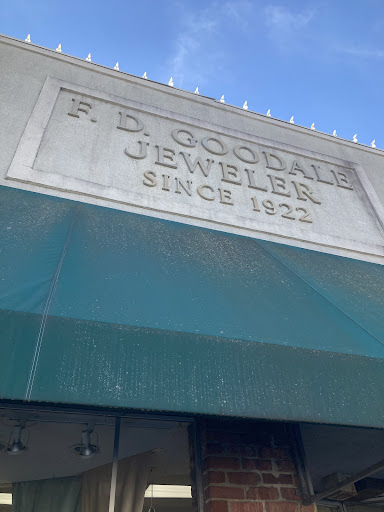 F. D. GOODALE
JEWELER
SINCE 1922